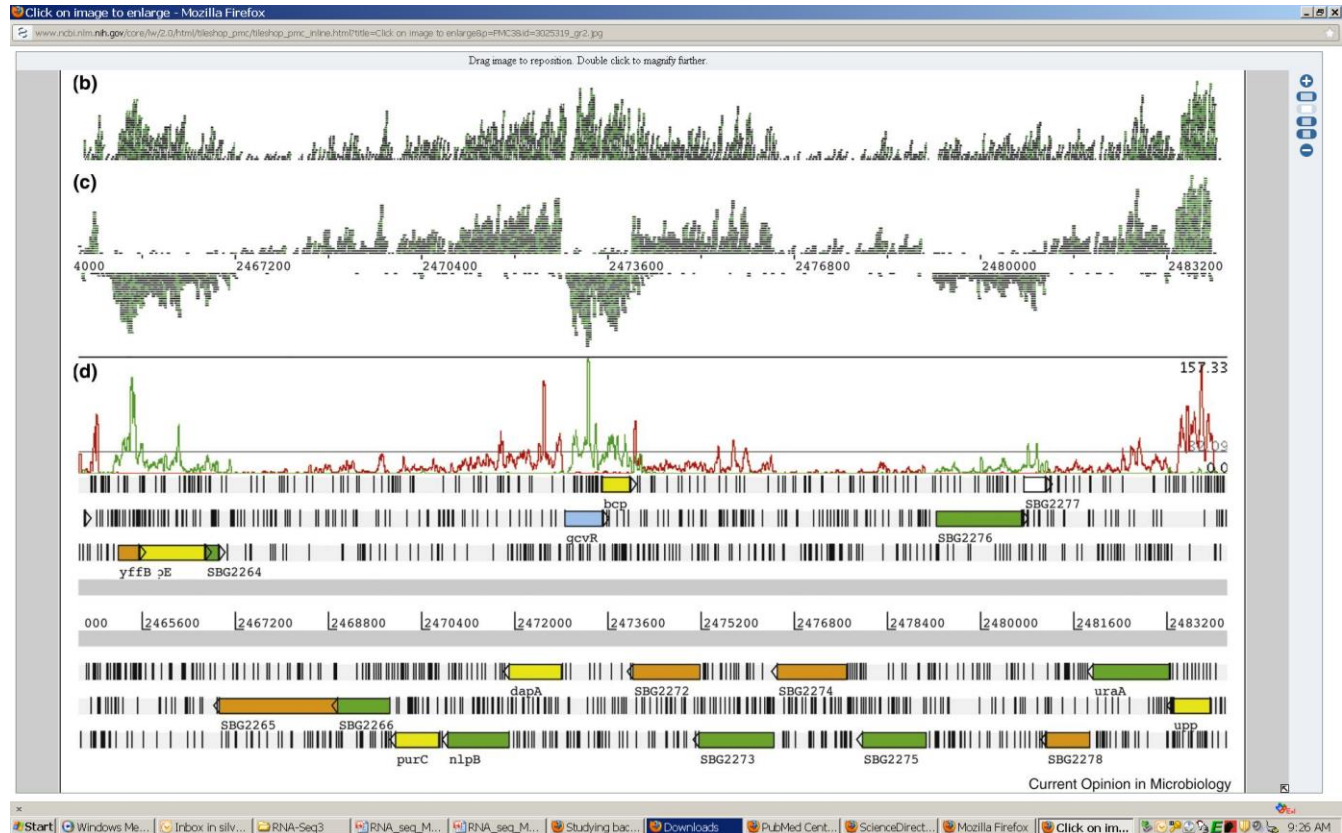 Click on image to enlarge - Mozilla Firefox
www.ncbi.nlm.nih.gov/core/lw/2.0/html/tileshop_pmc/tileshop_pmc_inline.html?title=Click on image to enlarge&p=PMC3&id=3025319_gr2.jpg
Drag image to repostion. Double click to magnify further.
(b)
(c)
4000 2467200 2470400 2473600 2476800 2480000 2483200
(d)
157.33
0.0
bcp SBG2277
gcvR SBG2276
yffB pE SBG2264
000 2465600 2467200 2468800 2470400 2472000 2473600 2475200 2476800 2478400 2480000 2481600 2483200
dapA SBG2272 SBG2274 uraA
SBG2265 SBG2266 upp
purC nlpB SBG2273 SBG2275 SBG2278
Current Opinion in Microbiology
Start Windows Me... Inbox in silv... RNA-Seq3 RNA_seq_M... RNA_seq_M... Studying bac... Downloads PubMed Cent... ScienceDirect... Mozilla Firefox Click on im... 9:26 AM